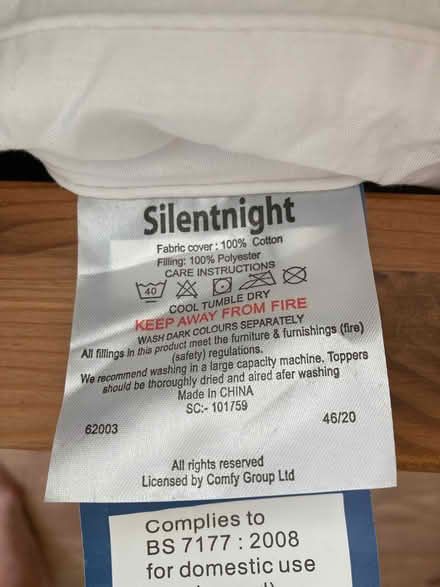 Silentnight
Fabric cover : 100% Cotton
Filling: 100% Polyester
CARE INSTRUCTIONS
40
COOL TUMBLE DRY
KEEP AWAY FROM FIRE
WASH DARK COLOURS SEPARATELY
All fillings in this product meet the furniture & furnishings (fire)
(safety) regulations.
We recommend washing in a large capacity machine, Toppers
should be thoroughly dried and aired afer washing
Made in CHINA
SC:- 101759
62003
46/20
All rights reserved
Licensed by Comfy Group Ltd
Complies to
BS 7177 : 2008
for domestic use